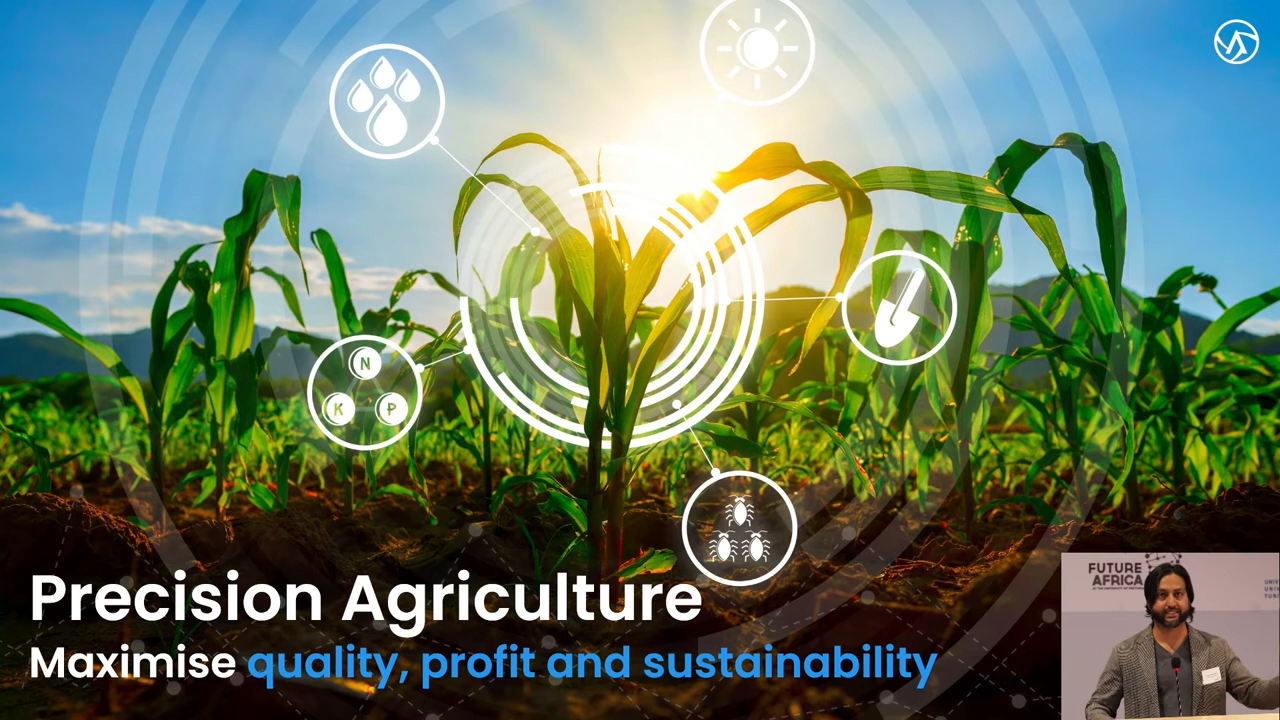 N
K P
Precision Agriculture
Maximise quality, profit and sustainability
FUTURE
AFRICA